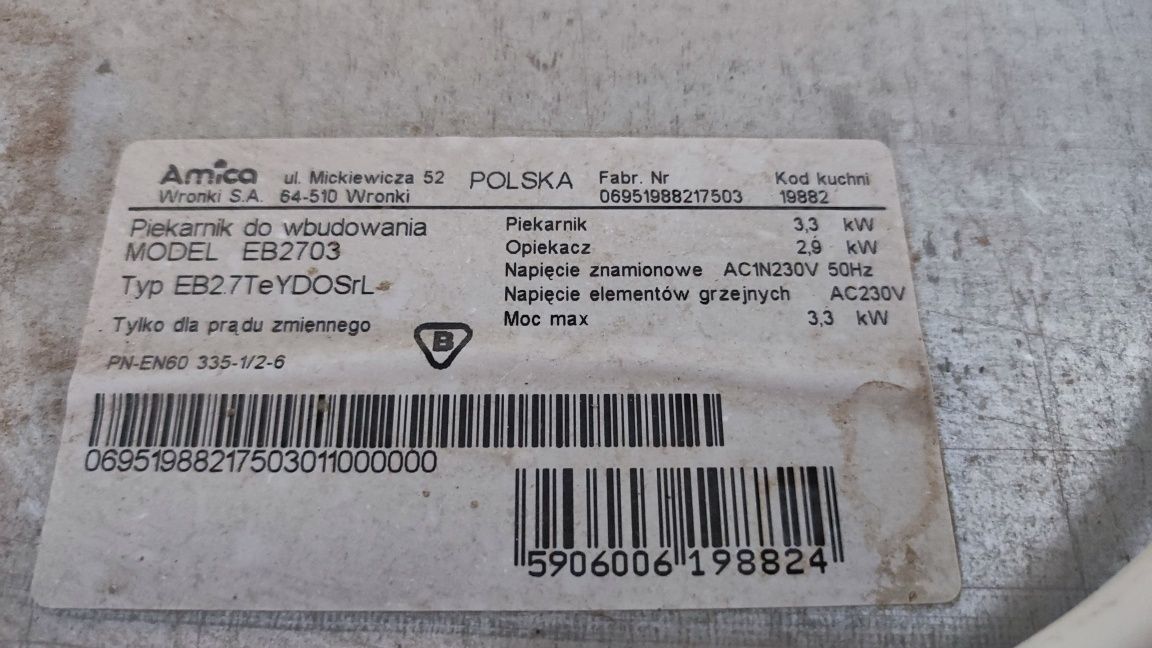 Amica ul. Mickiewicza 52 POLSKA Fabr. Nr Kod kuchni
Wronki S.A. 64-510 Wronki 06951988217503 19882
Piekarnik do wbudowania
MODEL EB2703
Typ EB2.7TeYDOSrL
Tylko dla prądu zmiennego
B
PN-EN60 335-1/2-6
Piekarnik 3,3 kW
Opiekacz 2,9 kW
Napięcie znamionowe AC1N230V 50Hz
Napięcie elementów grzejnych AC230V
Moc max 3,3 kW
06951988217503011000000
5906006 198824